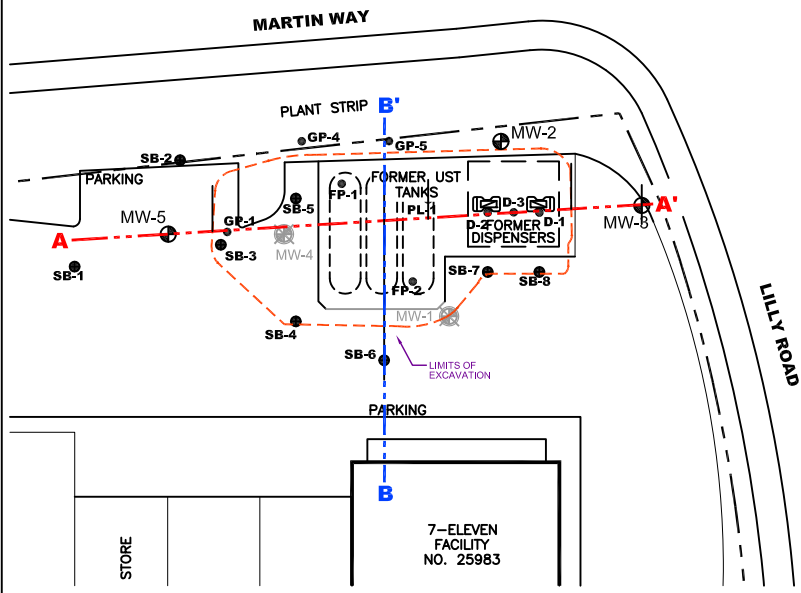 MARTIN WAY
PLANT STRIP
B'
GP-4
GP-5
MW-2
SB-2
PARKING
FORMER UST
TANKS
FP-1
SB-5
PL-1
D-3
D-2
D-1
FORMER
DISPENSERS
A'
MW-3
MW-5
GP-1
A
SB-3
MW-4
SB-1
SB-7
SB-8
FP-2
MW-1
SB-4
SB-6
LIMITS OF
EXCAVATION
LILLY ROAD
PARKING
B
7-ELEVEN
FACILITY
NO. 25983
STORE